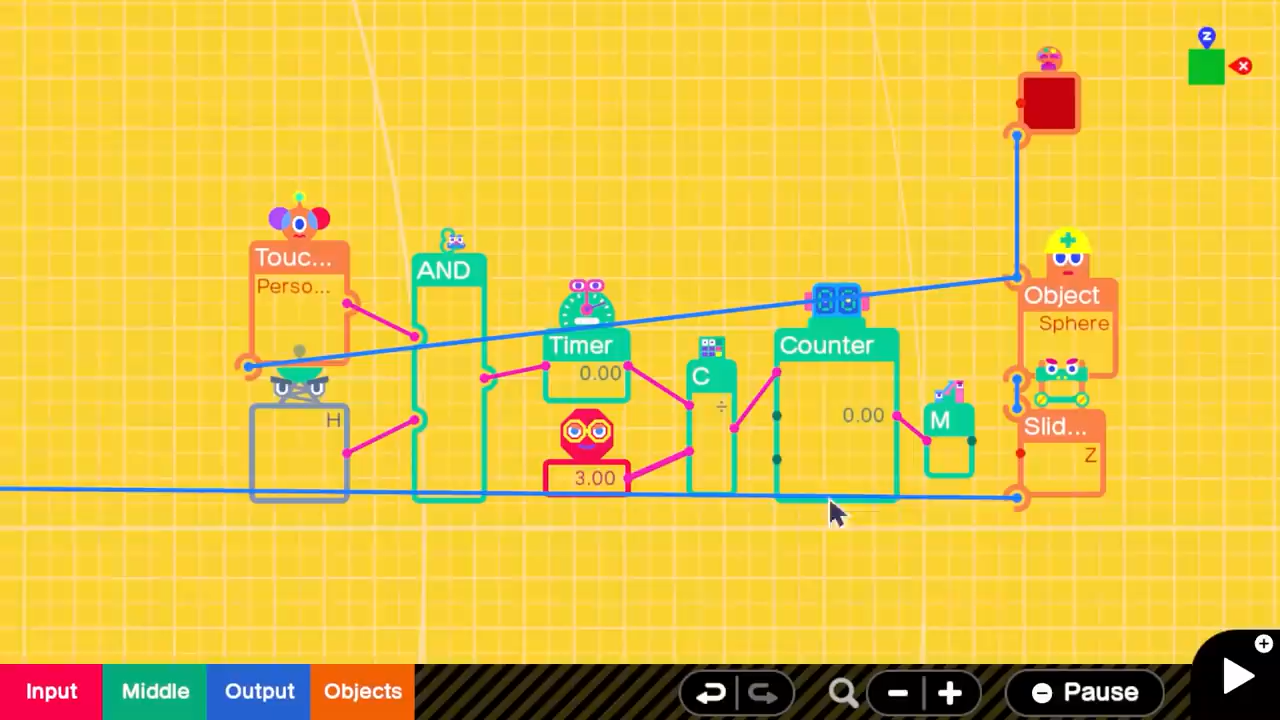 Z
X
Touc...
Perso...
H
AND
Timer
0.00
3.00
C
÷
Counter
0.00
M
Object
Sphere
Slid...
Z
Input
Middle
Output
Objects
Pause